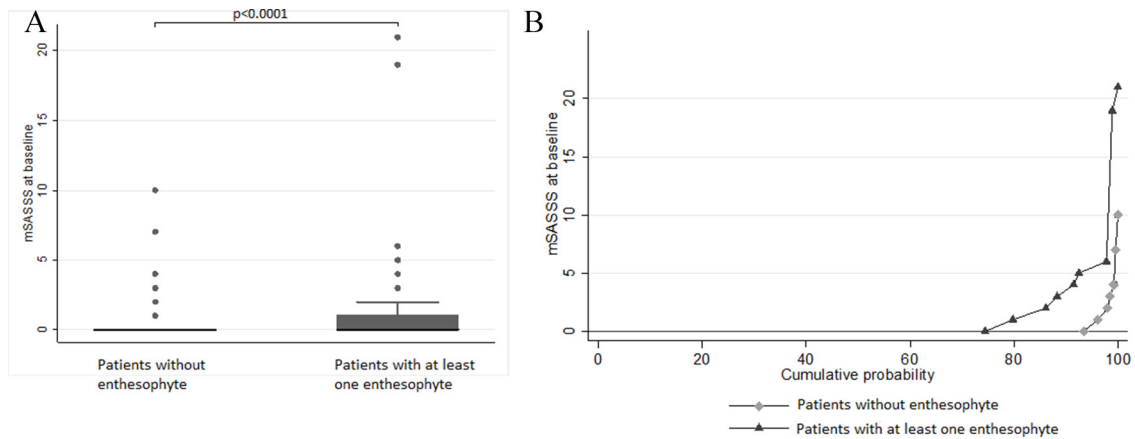 A
p<0.0001
20
15
10
5
0
mSASSS at baseline
Patients without
enthesophyte
Patients with at least
one enthesophyte
B
20
15
10
5
0
mSASSS at baseline
0 20 40 60 80 100
Cumulative probability
Patients without enthesophyte
Patients with at least one enthesophyte